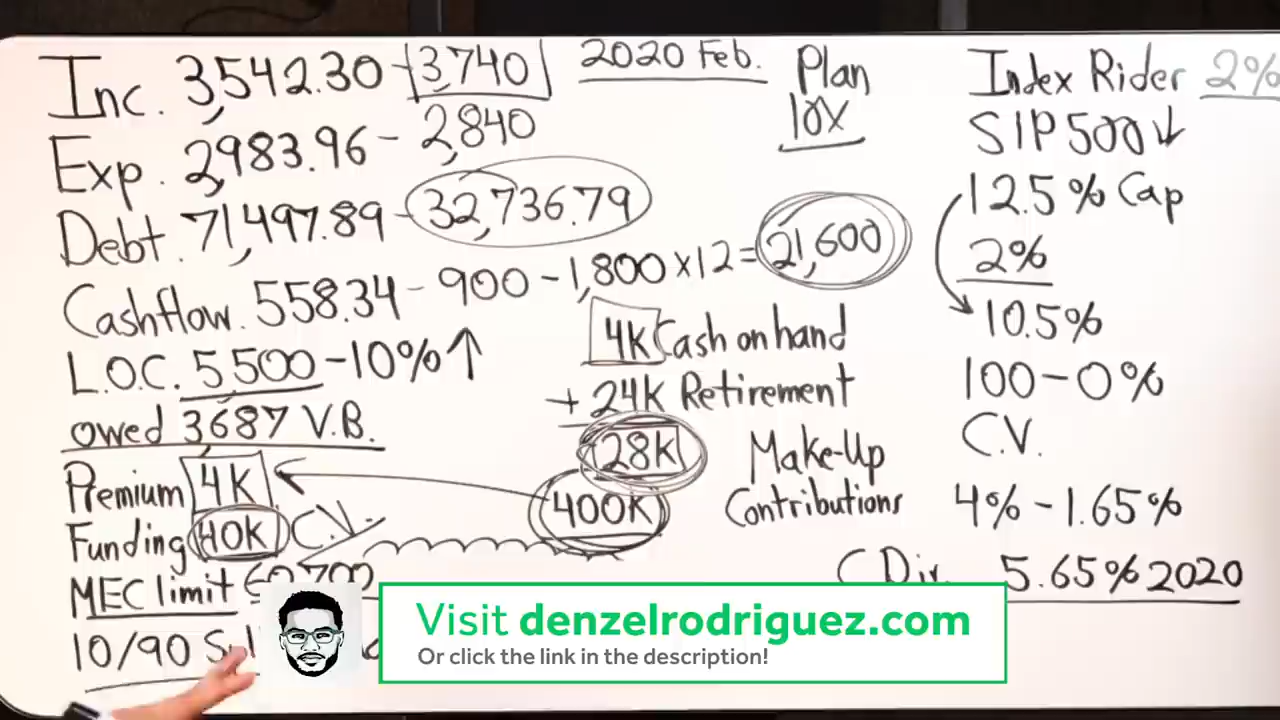 Inc. 3,542.30 - 3,740
Exp. 2,983.96 - 2,840
Debt. 71,497.89 - 32,736.79
Cashflow. 558.34 - 900 - 1,800 x 12 = 21,600
L.O.C. 5,500 - 10% ↑
owed 3,687 V.B.
Premium 4K
Funding 40K C.V.
MEC limit
10/90
2020 Feb.
Plan
10X
4K Cash on hand
+ 24K Retirement
28K
400K
Make-Up
Contributions
Index Rider 2%
S&P 500 ↓
12.5% Cap
2%
10.5%
100-0%
C.V.
4% - 1.65%
5.65% 2020
Visit denzelrodriguez.com
Or click the link in the description!